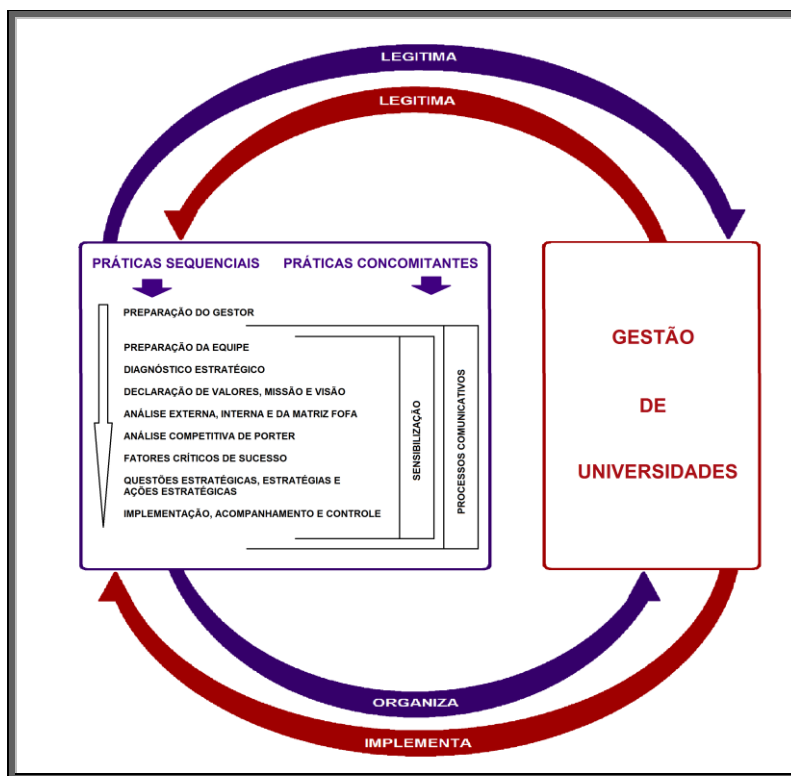 LEGITIMA
LEGITIMA
PRÁTICAS SEQUENCIAIS
PRÁTICAS CONCOMITANTES
PREPARAÇÃO DO GESTOR
PREPARAÇÃO DA EQUIPE
DIAGNÓSTICO ESTRATÉGICO
DECLARAÇÃO DE VALORES, MISSÃO E VISÃO
ANÁLISE EXTERNA, INTERNA E DA MATRIZ FOFA
ANÁLISE COMPETITIVA DE PORTER
FATORES CRÍTICOS DE SUCESSO
QUESTÕES ESTRATÉGICAS, ESTRATÉGIAS E
AÇÕES ESTRATÉGICAS
IMPLEMENTAÇÃO, ACOMPANHAMENTO E CONTROLE
SENSIBILIZAÇÃO
PROCESSOS COMUNICATIVOS
GESTÃO
DE
UNIVERSIDADES
ORGANIZA
IMPLEMENTA